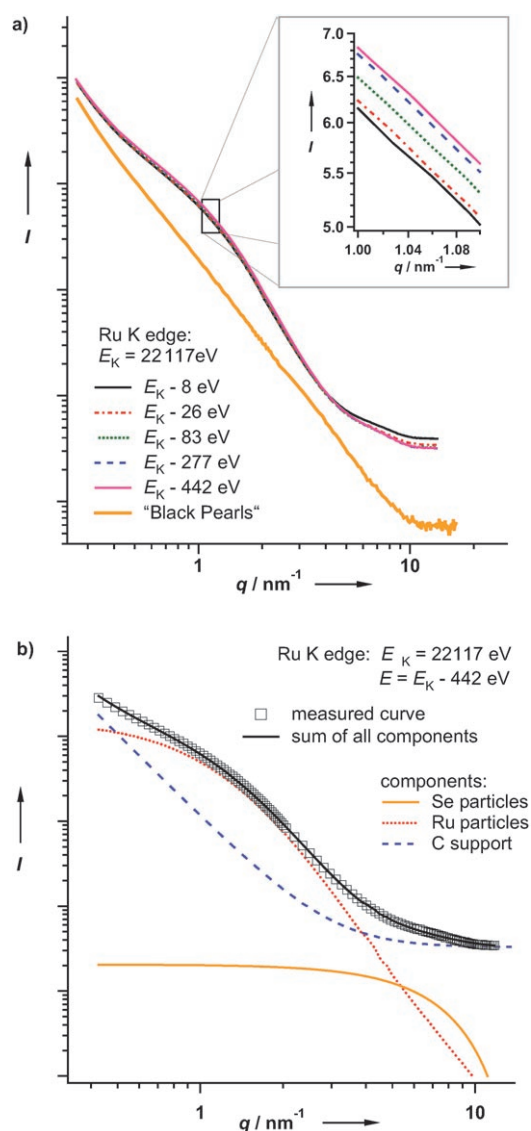 a)
7.0
6.5
6.0
5.5
5.0
I
1.00 1.04 1.08
q / nm⁻¹
I
Ru K edge:
E_K = 22117eV
E_K - 8 eV
E_K - 26 eV
E_K - 83 eV
E_K - 277 eV
E_K - 442 eV
"Black Pearls“
1 10
q / nm⁻¹
b)
Ru K edge: E_K = 22117 eV
E = E_K - 442 eV
measured curve
sum of all components
components:
Se particles
Ru particles
C support
I
1 10
q / nm⁻¹